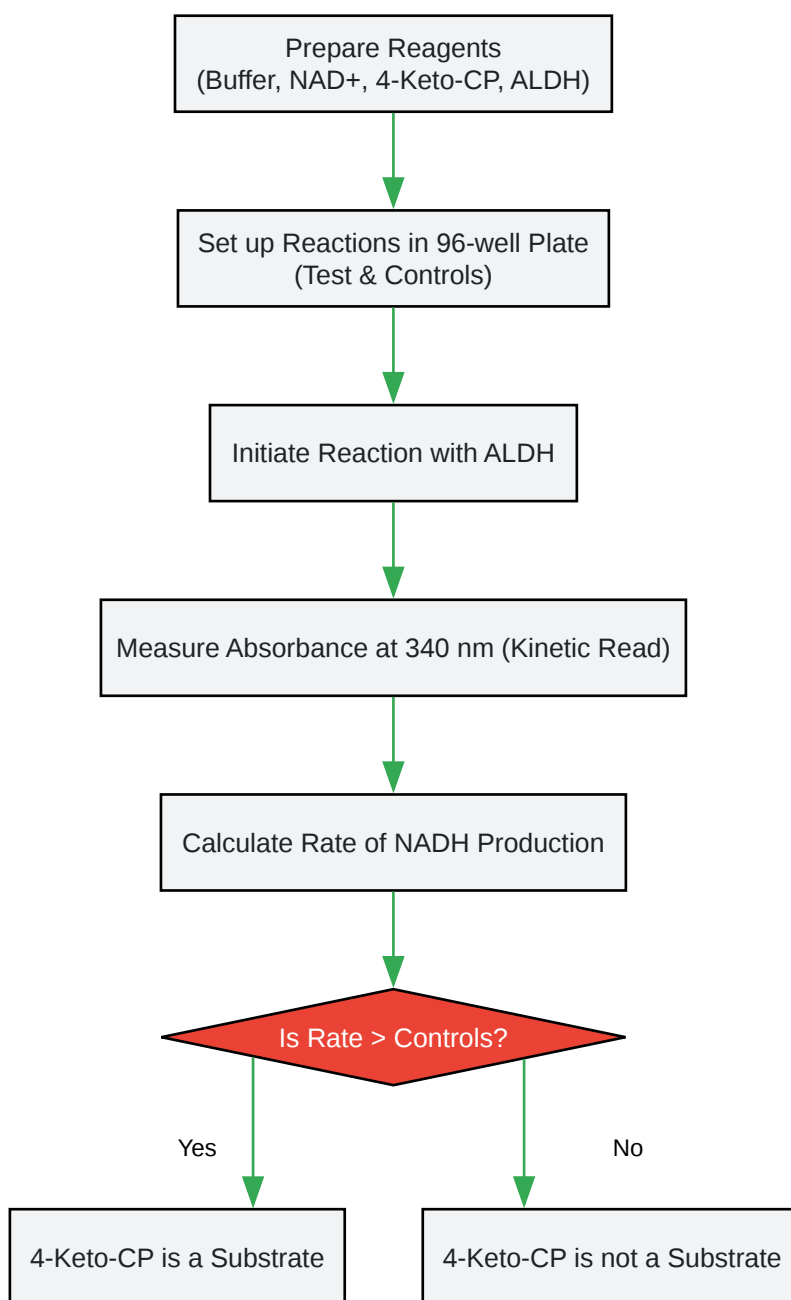 Prepare Reagents
(Buffer, NAD+, 4-Keto-CP, ALDH)
Set up Reactions in 96-well Plate
(Test & Controls)
Initiate Reaction with ALDH
Measure Absorbance at 340 nm (Kinetic Read)
Calculate Rate of NADH Production
Is Rate > Controls?
Yes
No
4-Keto-CP is a Substrate
4-Keto-CP is not a Substrate